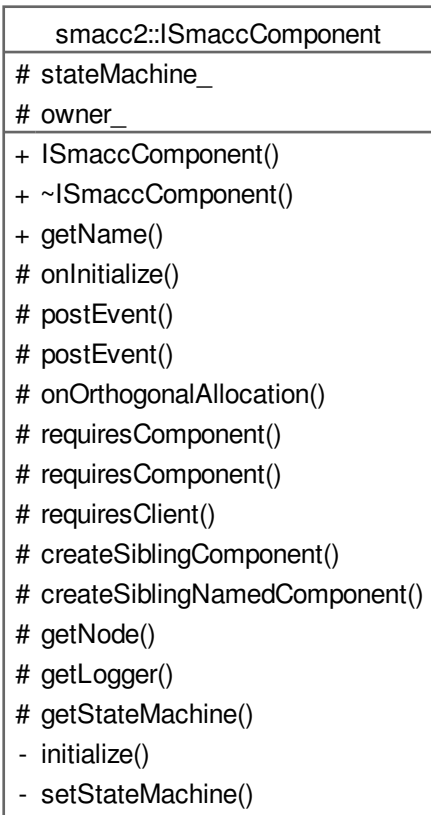 smacc2::ISmaccComponent
# stateMachine_
# owner_
+ ISmaccComponent()
+ ~ISmaccComponent()
+ getName()
# onInitialize()
# postEvent()
# postEvent()
# onOrthogonalAllocation()
# requiresComponent()
# requiresComponent()
# requiresClient()
# createSiblingComponent()
# createSiblingNamedComponent()
# getNode()
# getLogger()
# getStateMachine()
- initialize()
- setStateMachine()